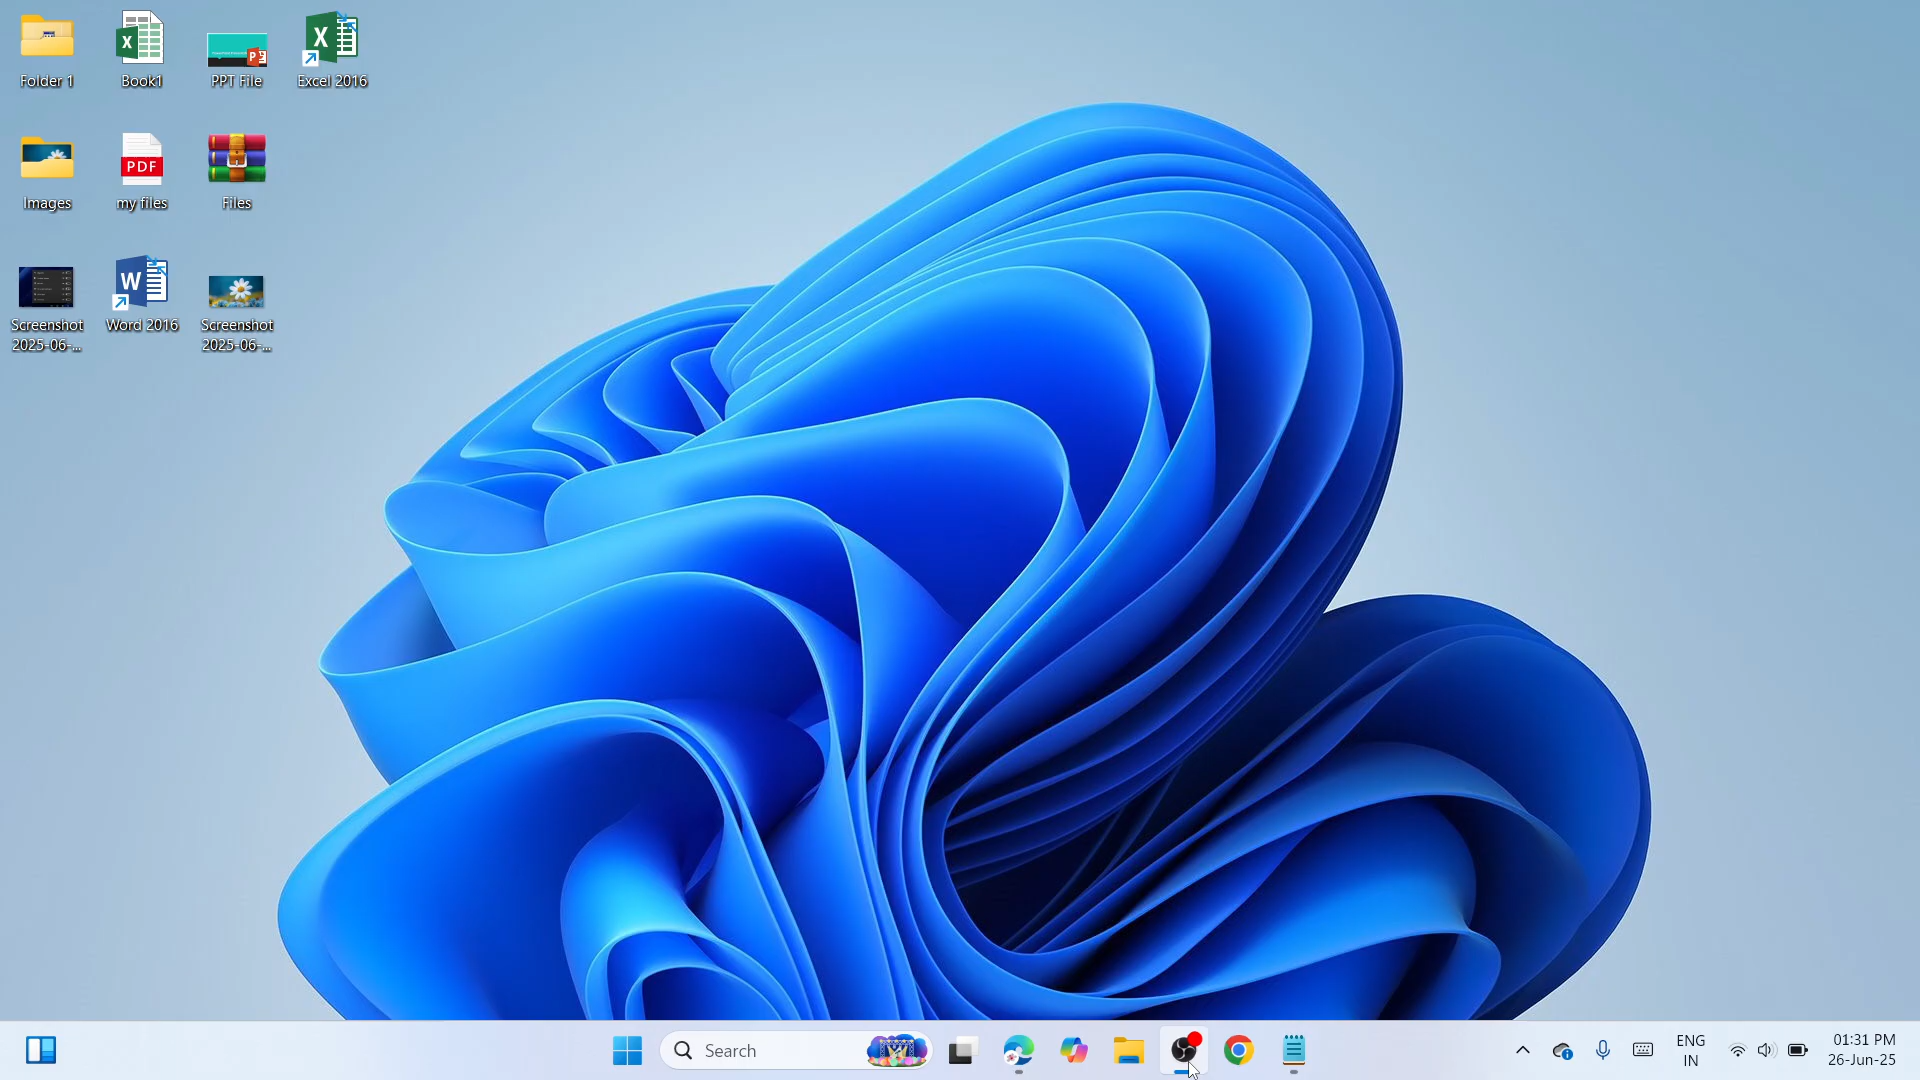 Folder 1
Book1
PPT File
Excel 2016
Images
PDF
my files
Files
Screenshot
2025-06-...
Word 2016
Screenshot
2025-06-...
Search
ENG
IN
01:31 PM
26-Jun-25